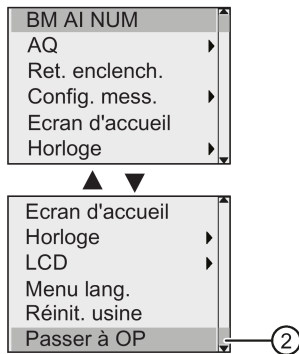 BM AI NUM
AQ
Ret. enclench.
Config. mess.
Ecran d'accueil
Horloge
Ecran d'accueil
Horloge
LCD
Menu lang.
Réinit. usine
Passer à OP
2